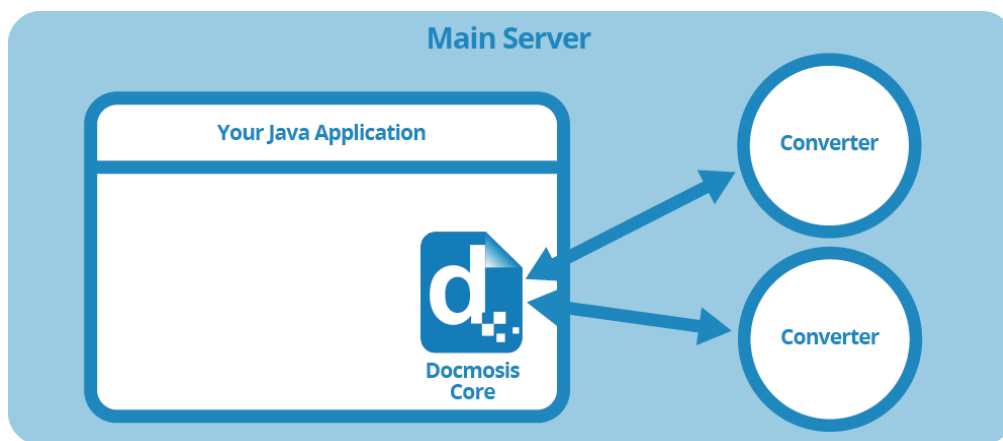 Main Server
Your Java Application
Converter
d
Docmosis
Core
Converter